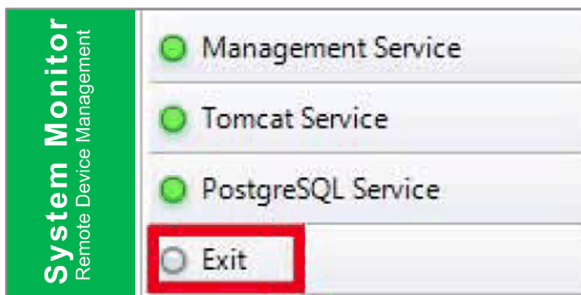 System Monitor
Remote Device Management
Management Service
Tomcat Service
PostgreSQL Service
Exit